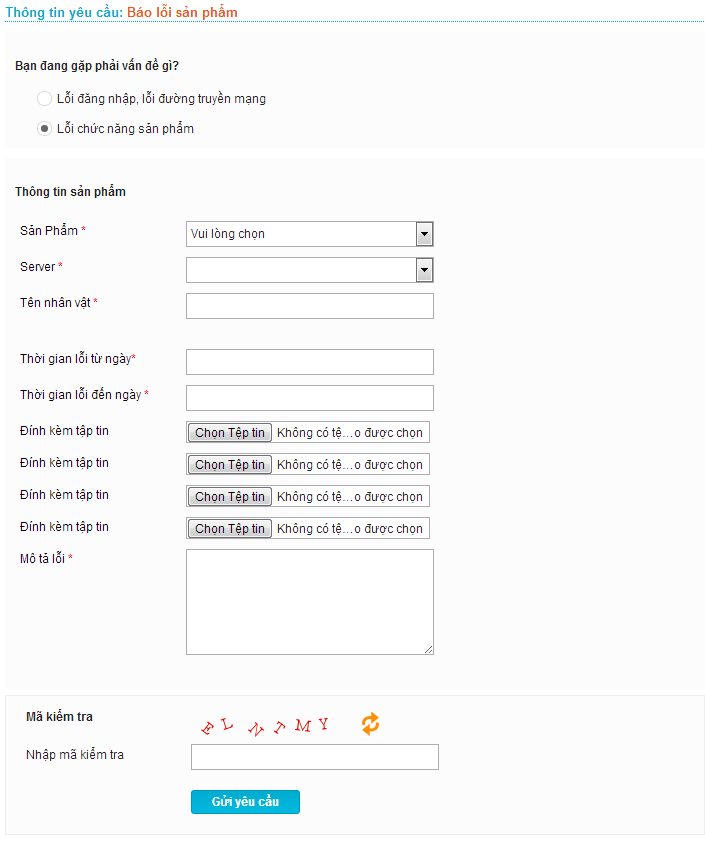 Thông tin yêu cầu: Báo lỗi sản phẩm
Bạn đang gặp phải vấn đề gì?
Lỗi đăng nhập, lỗi đường truyền mạng
Lỗi chức năng sản phẩm
Thông tin sản phẩm
Sản Phẩm * Vui lòng chọn
Server *
Tên nhân vật *
Thời gian lỗi từ ngày*
Thời gian lỗi đến ngày *
Đính kèm tập tin Chọn Tệp tin Không có tệ...o được chọn
Đính kèm tập tin Chọn Tệp tin Không có tệ...o được chọn
Đính kèm tập tin Chọn Tệp tin Không có tệ...o được chọn
Đính kèm tập tin Chọn Tệp tin Không có tệ...o được chọn
Mô tả lỗi *
Mã kiểm tra E L N T M Y
Nhập mã kiểm tra
Gửi yêu cầu